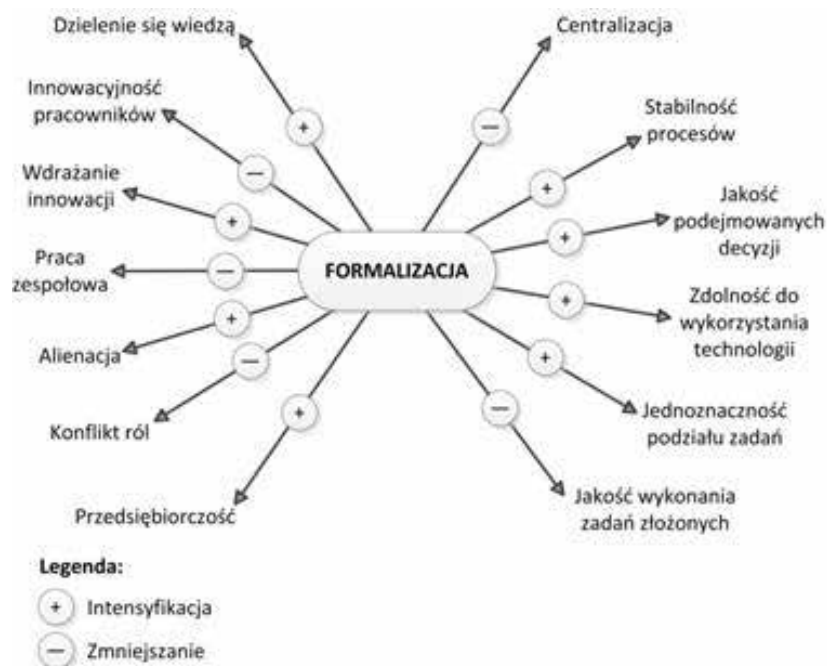 Dzielenie się wiedzą
Centralizacja
+
—
Innowacyjność
pracowników
—
Stabilność
procesów
+
Wdrażanie
innowacji
+
Jakość
podejmowanych
decyzji
+
Praca
zespołowa
—
FORMALIZACJA
Zdolność do
wykorzystania
technologii
+
Alienacja
+
Konflikt ról
—
Jednoznaczność
podziału zadań
+
Przedsiębiorczość
+
Jakość wykonania
zadań złożonych
—
Legenda:
+ Intensyfikacja
— Zmniejszanie